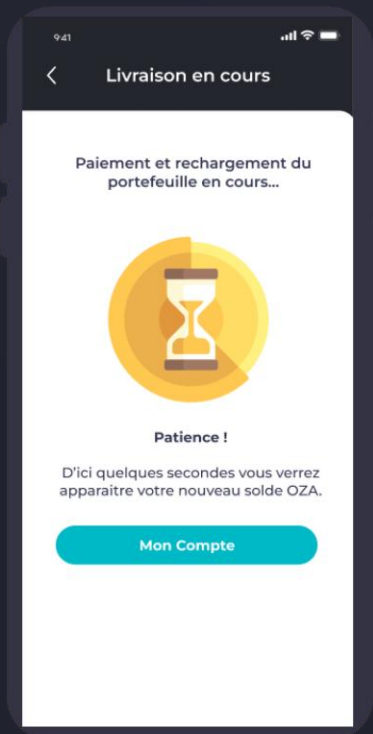 9:41
Livraison en cours
Paiement et rechargement du
portefeuille en cours...
Patience !
D'ici quelques secondes vous verrez
apparaitre votre nouveau solde OZA.
Mon Compte